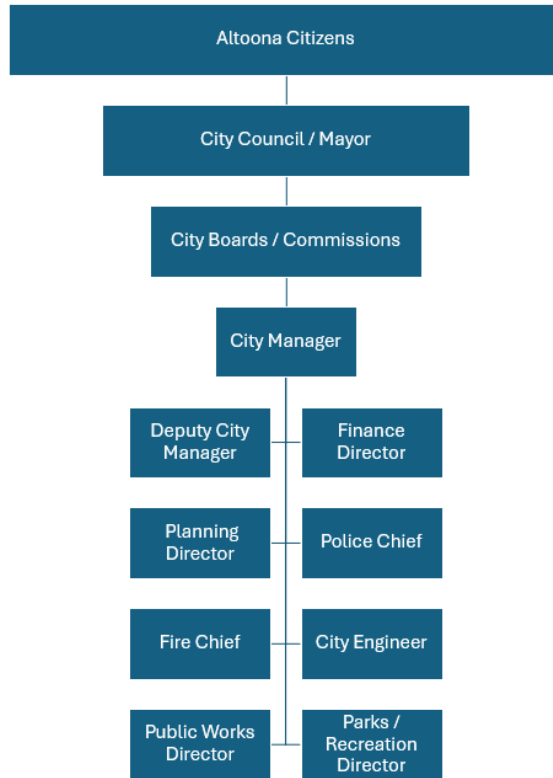 Altoona Citizens
City Council / Mayor
City Boards / Commissions
City Manager
Deputy City
Manager
Finance
Director
Planning
Director
Police Chief
Fire Chief
City Engineer
Public Works
Director
Parks /
Recreation
Director